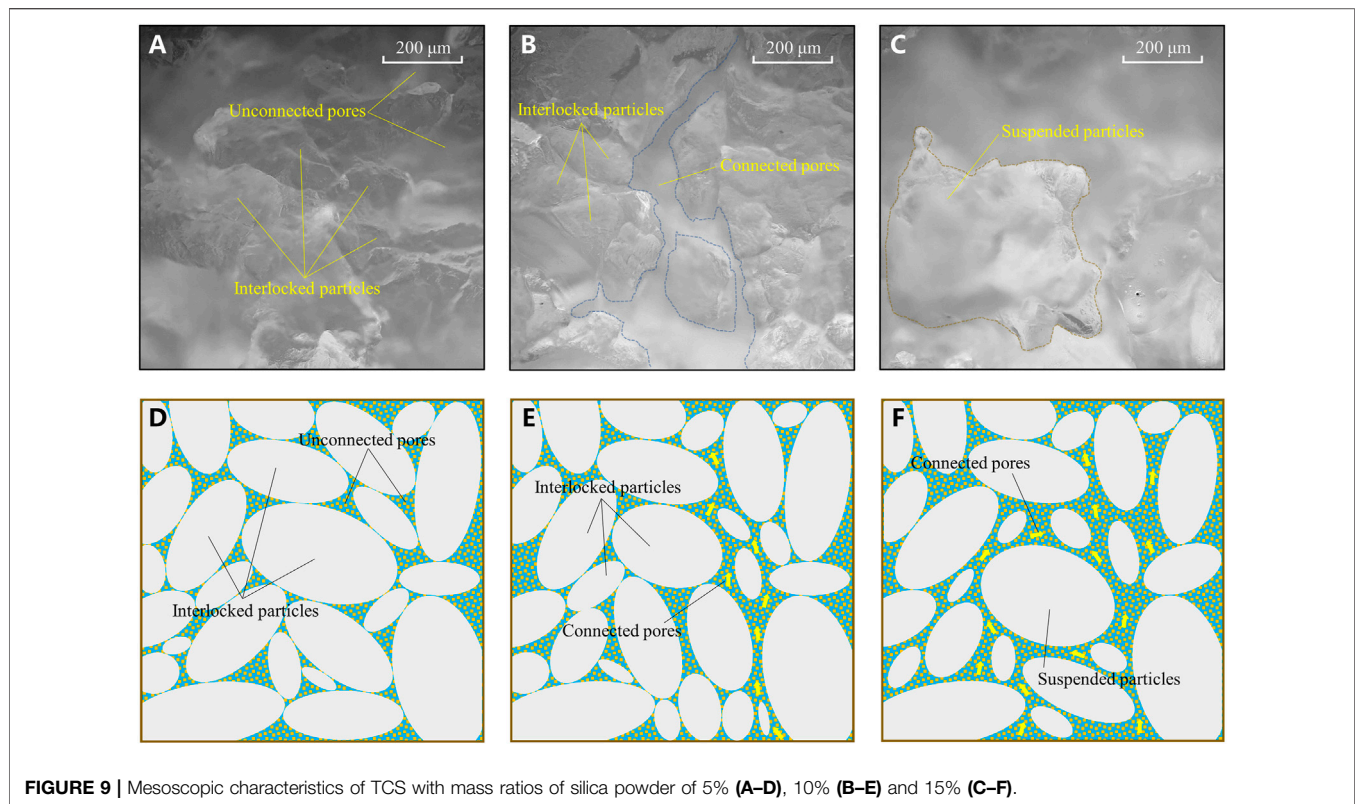 A
200 μm
Unconnected pores
Interlocked particles
B
200 μm
Interlocked particles
Connected pores
C
200 μm
Suspended particles
D
Unconnected pores
Interlocked particles
E
Interlocked particles
Connected pores
F
Connected pores
Suspended particles
FIGURE 9 | Mesoscopic characteristics of TCS with mass ratios of silica powder of 5% (A–D), 10% (B–E) and 15% (C–F).